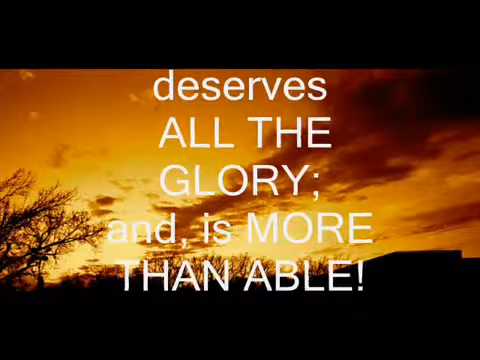 deserves
ALL THE
GLORY;
and, is MORE
THAN ABLE!